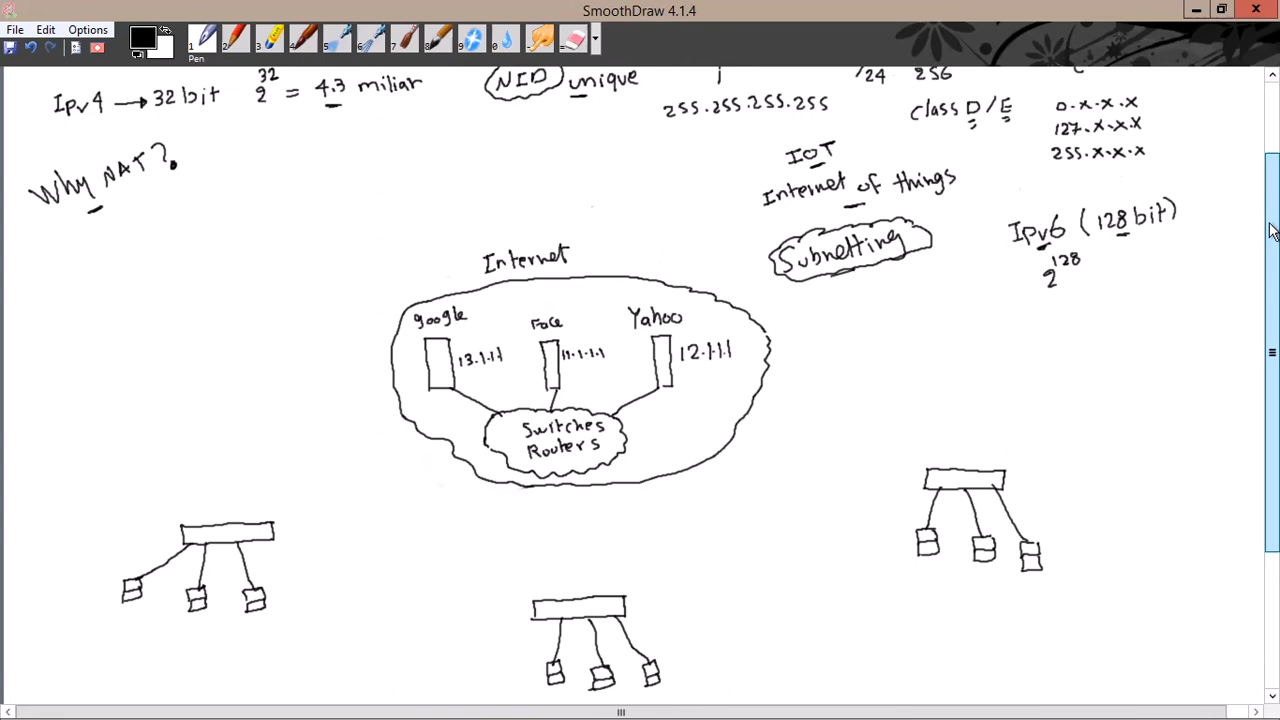 SmoothDraw 4.1.4
File Edit Options
Pen
Ipv4 → 32 bit 2^32 = 4.3 miliar
NID unique
1
/24 256
255.255.255.255
class D/E
0.x.x.x
127.x.x.x
255.x.x.x
Why NAT?
IOT
Internet of things
Subnetting
Ipv6 (128 bit)
2^128
Internet
google
Face
Yahoo
13.1.1.1
11.1.1.1
12.1.1.1
Switches
Routers